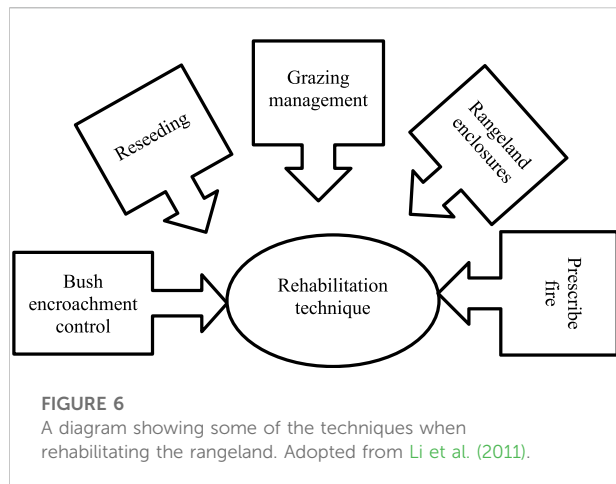 Grazing
management
Reseeding
Rangeland
enclosures
Bush
encroachment
control
Rehabilitation
technique
Prescribe
fire
FIGURE 6
A diagram showing some of the techniques when
rehabilitating the rangeland. Adopted from Li et al. (2011).